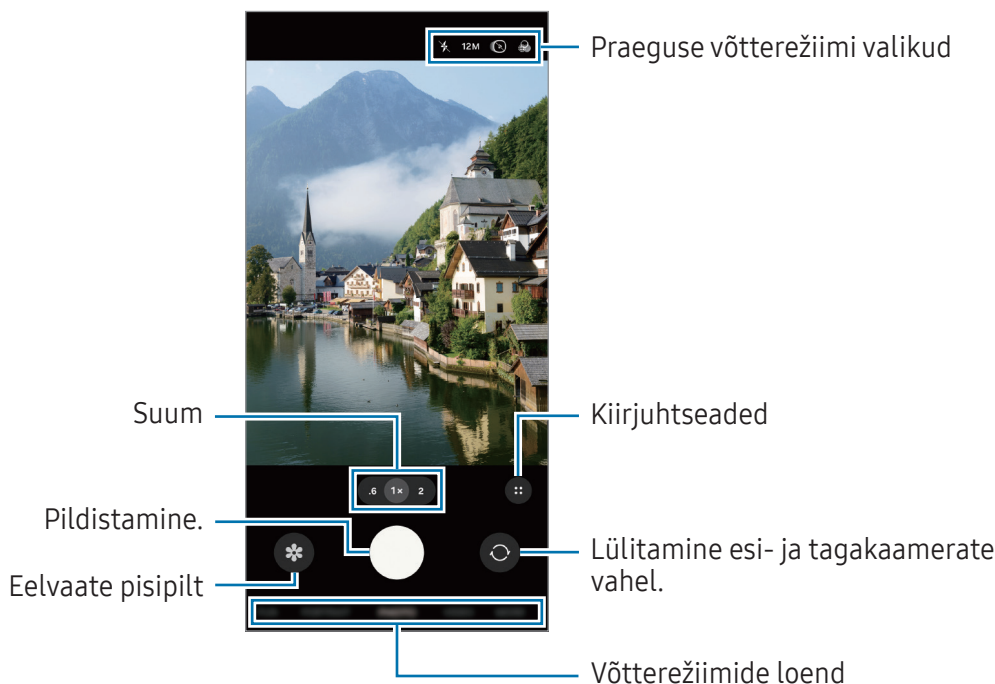 12M
Praeguse võtterežiimi valikud
Suum
Kiirjuhtseaded
.6 1× 2
Pildistamine.
Lülitamine esi- ja tagakaamerate
vahel.
Eelvaate pisipilt
Võtterežiimide loend